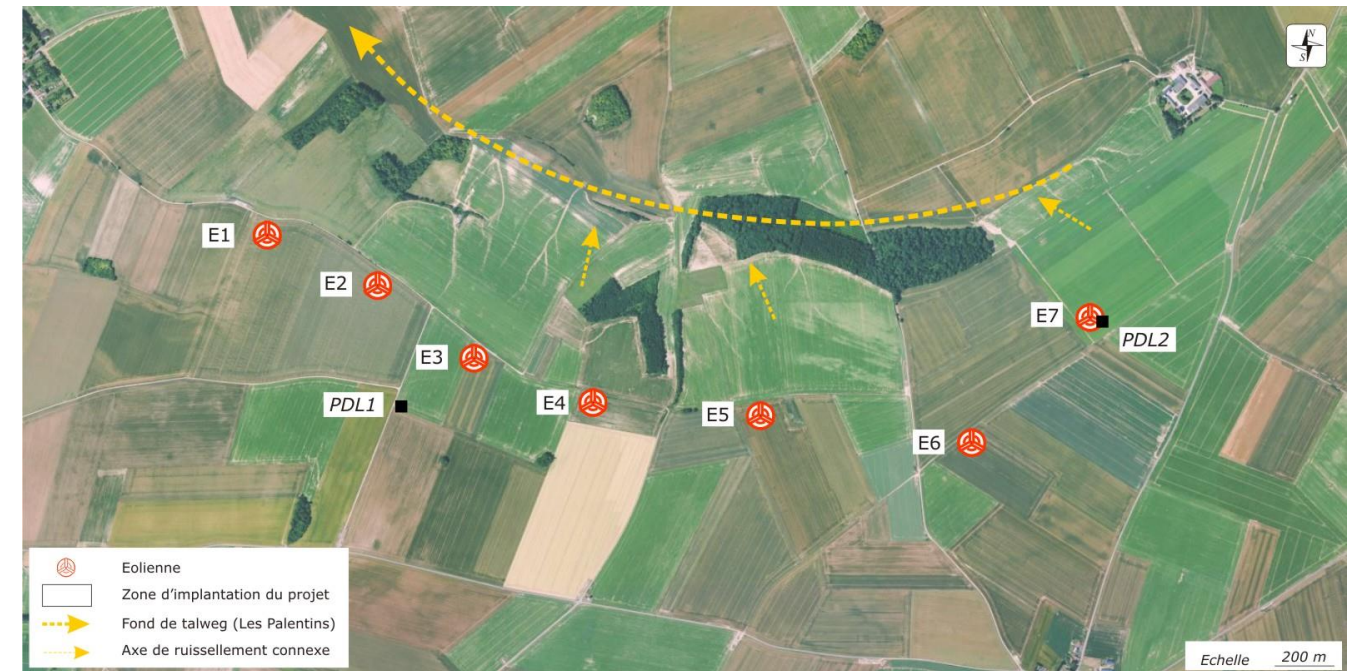 N
S
E1
E2
E3
E4
E5
E6
E7
PDL1
PDL2
Eolienne
Zone d'implantation du projet
Fond de talweg (Les Palentins)
Axe de ruissellement connexe
Echelle 200 m